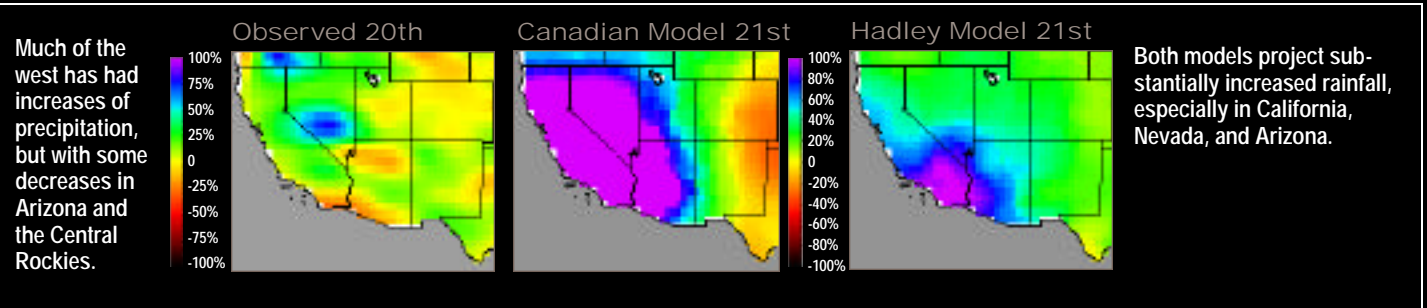 Much of the
west has had
increases of
precipitation,
but with some
decreases in
Arizona and
the Central
Rockies.
100%
75%
50%
25%
0
-25%
-50%
-75%
-100%
Observed 20th
Canadian Model 21st
100%
80%
60%
40%
20%
0
-20%
-40%
-60%
-80%
-100%
Hadley Model 21st
Both models project sub-
stantially increased rainfall,
especially in California,
Nevada, and Arizona.